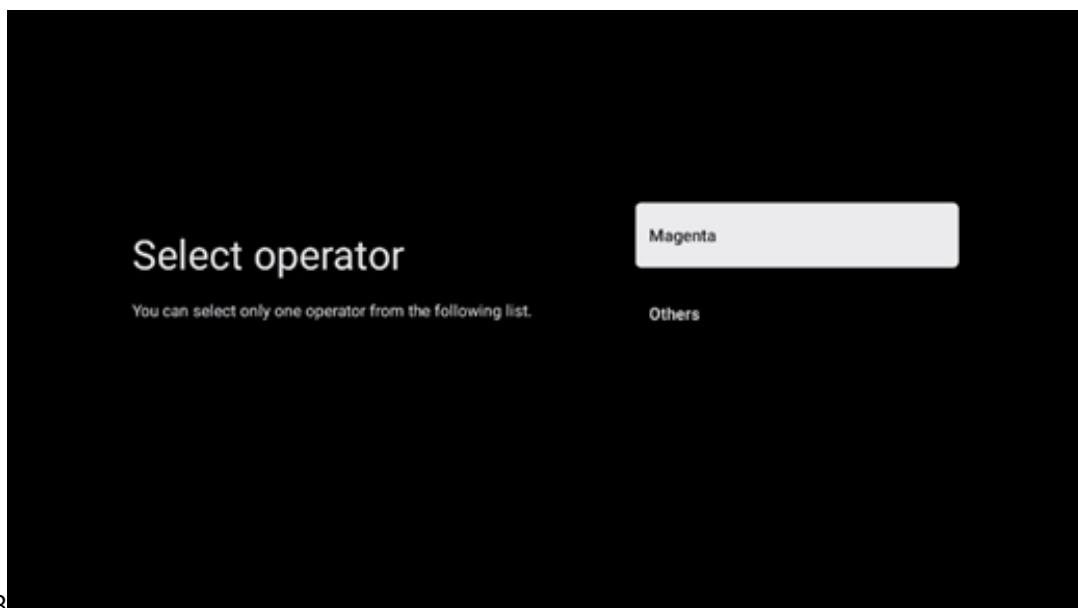 Select operator
You can select only one operator from the following list.
Magenta
Others